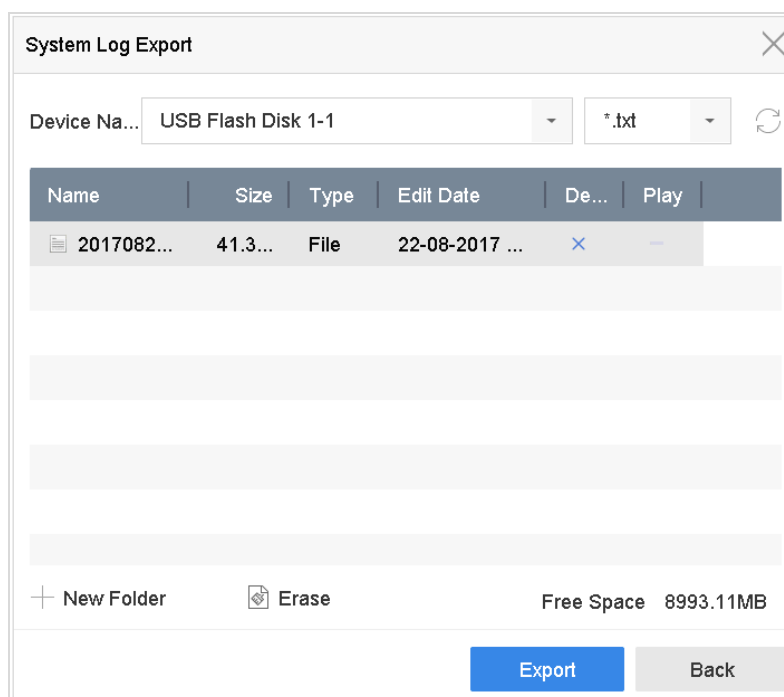 System Log Export
Device Na... USB Flash Disk 1-1 *.txt
Name Size Type Edit Date De... Play
2017082... 41.3... File 22-08-2017 ...
New Folder Erase Free Space 8993.11MB
Export Back